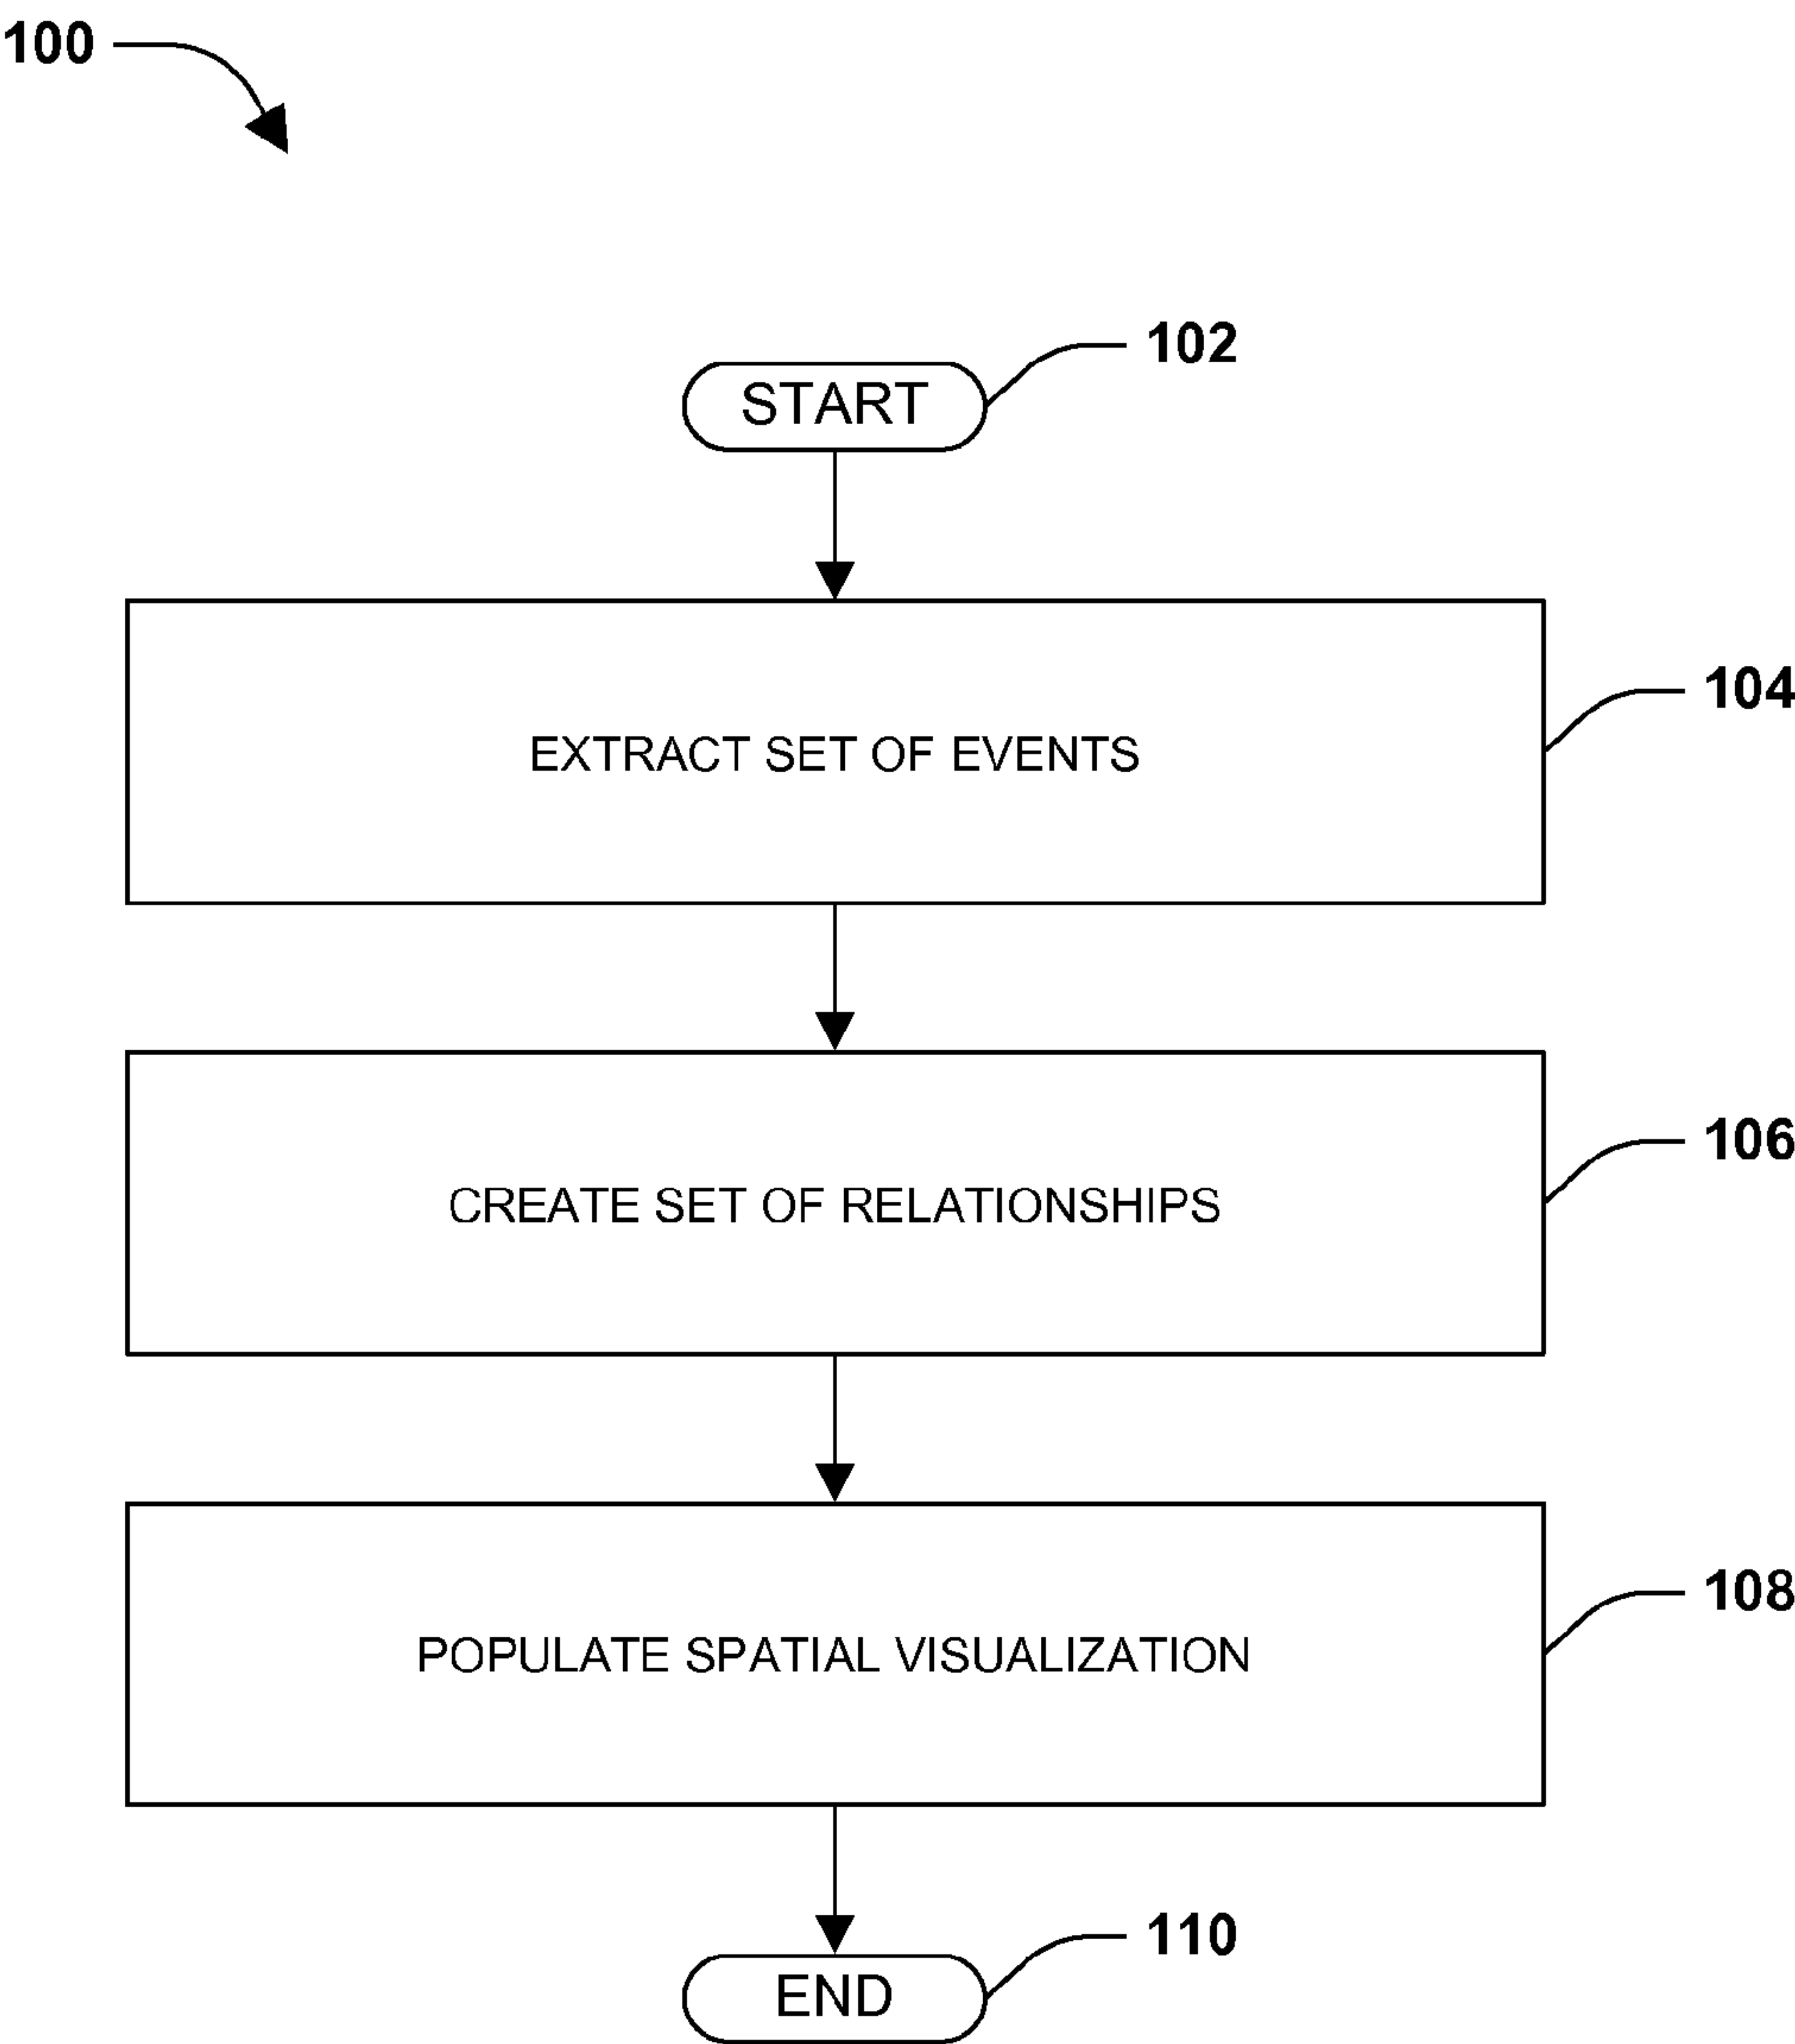 100
START
102
EXTRACT SET OF EVENTS
104
CREATE SET OF RELATIONSHIPS
106
POPULATE SPATIAL VISUALIZATION
108
END
110